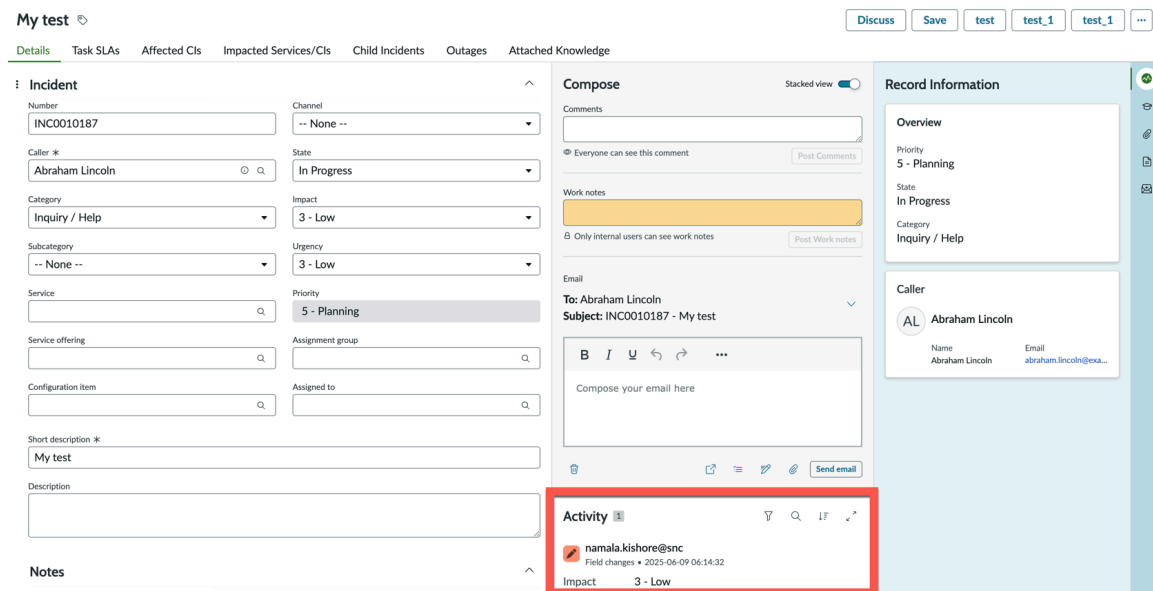 My test
Discuss
Save
test
test_1
test_1
Details
Task SLAs
Affected CIs
Impacted Services/CIs
Child Incidents
Outages
Attached Knowledge
Incident
Number
INC0010187
Channel
-- None --
Caller
Abraham Lincoln
State
In Progress
Category
Inquiry / Help
Impact
3 - Low
Subcategory
-- None --
Urgency
3 - Low
Service
Priority
5 - Planning
Service offering
Assignment group
Configuration item
Assigned to
Short description
My test
Description
Notes
Compose
Stacked view
Comments
Everyone can see this comment
Post Comments
Work notes
Only internal users can see work notes
Post Work notes
Email
To: Abraham Lincoln
Subject: INC0010187 - My test
B I U
Compose your email here
Send email
Activity 1
namala.kishore@snc
Field changes • 2025-06-09 06:14:32
Impact 3 - Low
Record Information
Overview
Priority
5 - Planning
State
In Progress
Category
Inquiry / Help
Caller
AL
Abraham Lincoln
Name
Abraham Lincoln
Email
abraham.lincoln@exa...